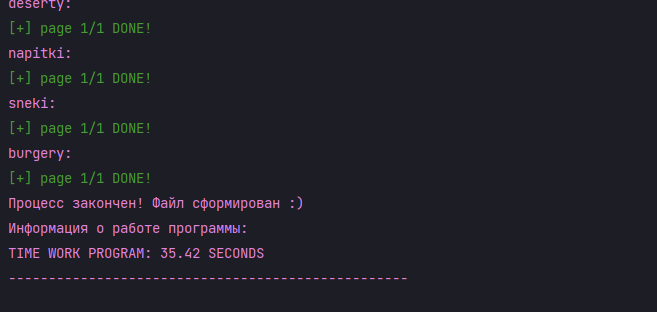 deserty:
[+] page 1/1 DONE!
napitki:
[+] page 1/1 DONE!
sneki:
[+] page 1/1 DONE!
burgery:
[+] page 1/1 DONE!
Процесс закончен! Файл сформирован :)
Информация о работе программы:
TIME WORK PROGRAM: 35.42 SECONDS
--------------------------------------------------